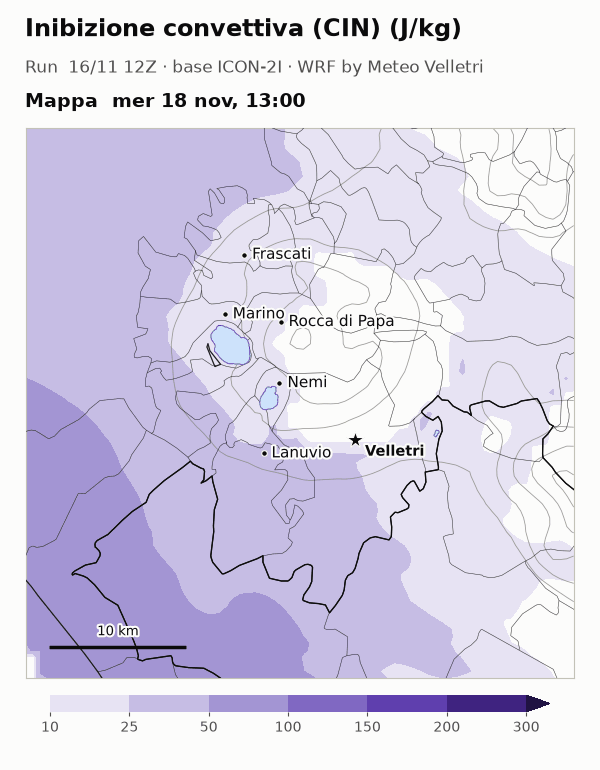 Inibizione convettiva (CIN) (J/kg)
Run  16/11 12Z · base ICON-2I · WRF by Meteo Velletri
Mappa  mer 18 nov, 13:00
Frascati
Marino
Rocca di Papa
Nemi
Velletri
Lanuvio
10 km
10 25 50 100 150 200 300